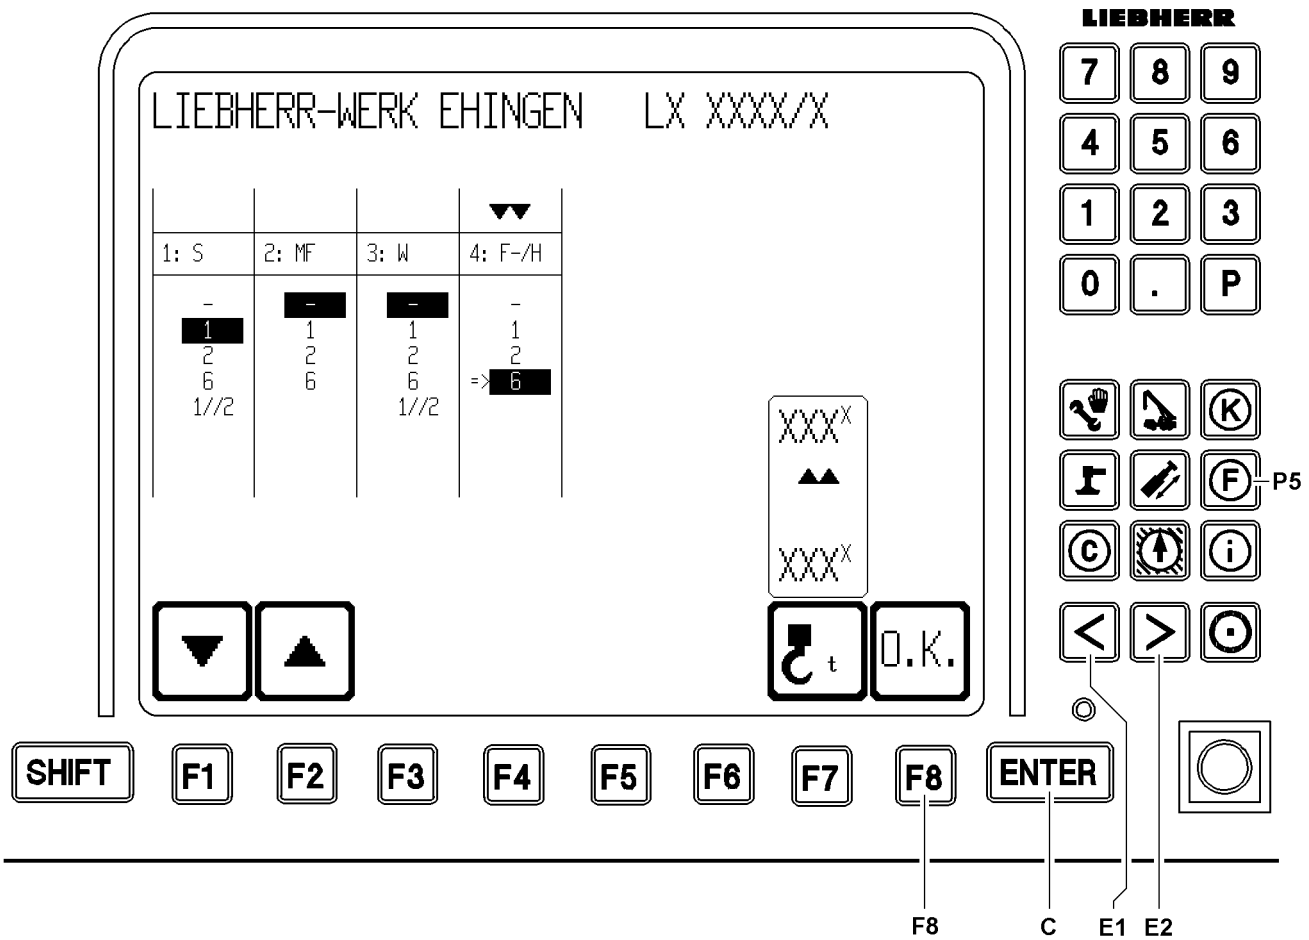 LIEBHERR
LIEBHERR-WERK EHINGEN LX XXXX/X
1: S 2: MF 3: W 4: F-/H
- - - -
1 1 1 1
2 2 2 2
6 6 6 => 6
1//2 1//2
XXXX
XXXX
t
O.K.
7 8 9
4 5 6
1 2 3
0 . P
K
F P5
C i
< >
SHIFT F1 F2 F3 F4 F5 F6 F7 F8 ENTER
F8 C E1 E2